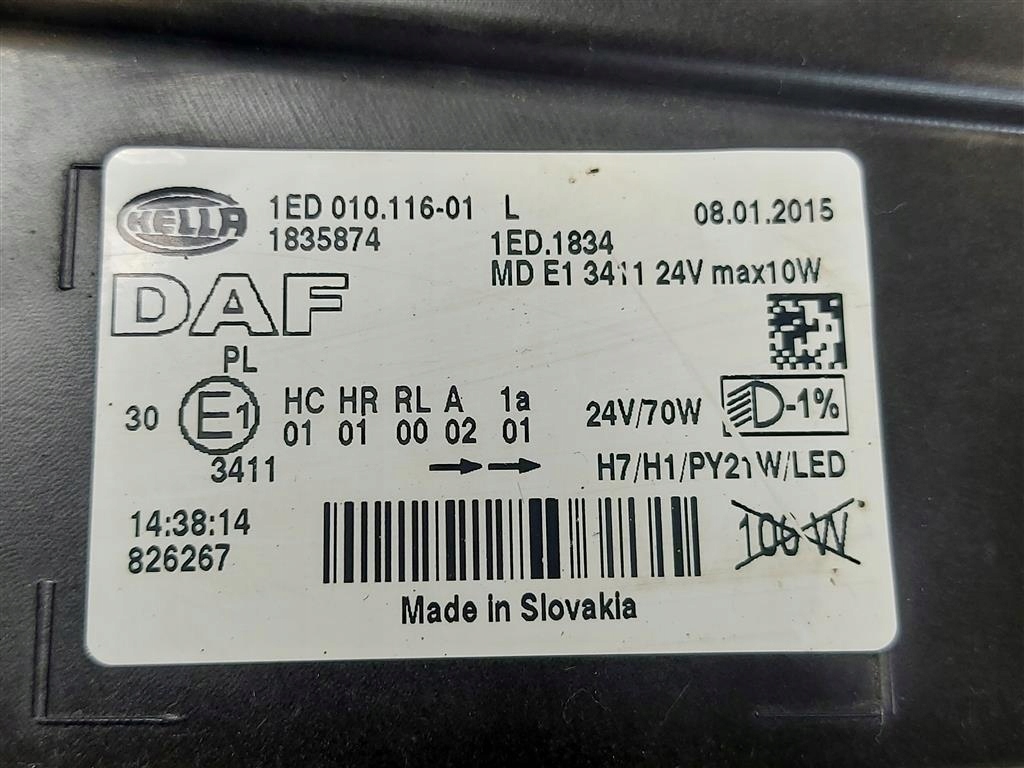 HELLA 1ED 010.116-01 L 08.01.2015
1835874 1ED.1834
MD E1 3411 24V max10W
DAF
PL
30 E1 HC HR RL A 1a 24V/70W -1%
01 01 00 02 01
3411 H7/H1/PY21W/LED
14:38:14 100 W
826267
Made in Slovakia